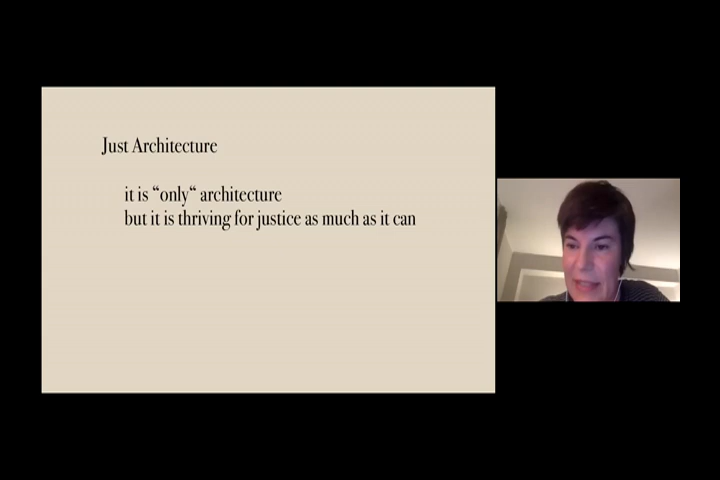 Just Architecture
it is “only“ architecture
but it is thriving for justice as much as it can